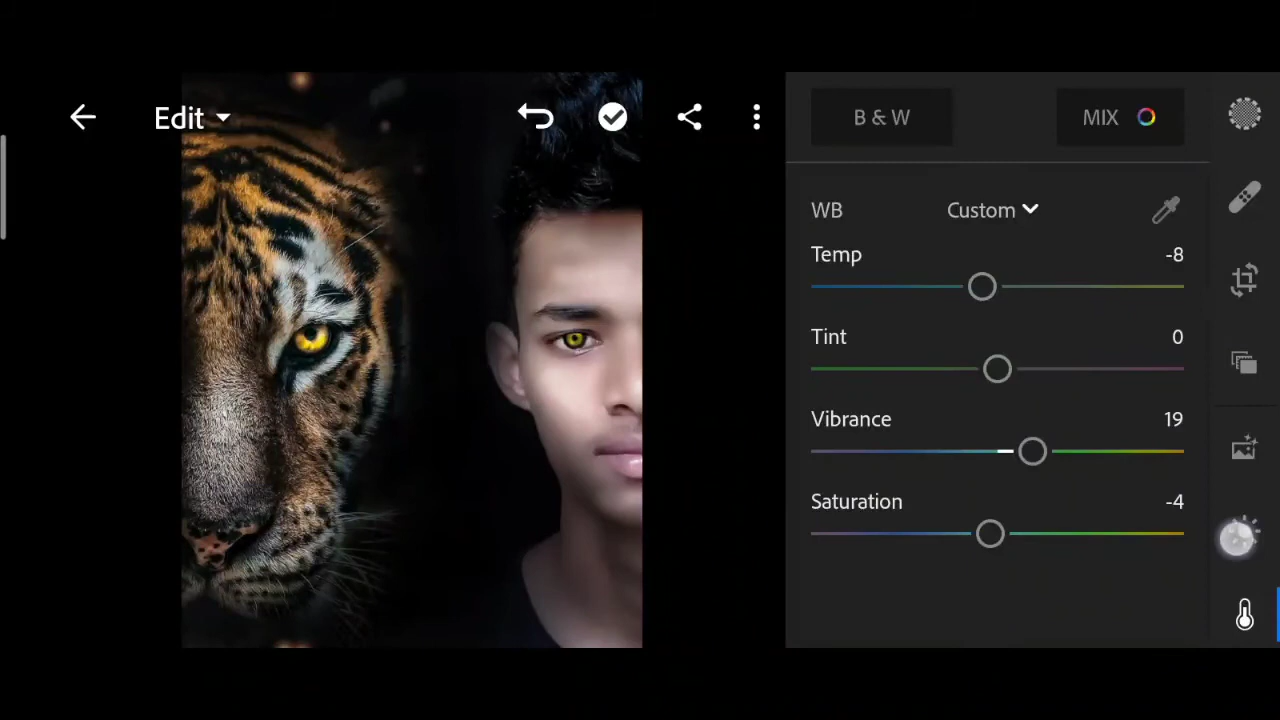 Edit
B & W
MIX
WB
Custom
Temp
-8
Tint
0
Vibrance
19
Saturation
-4